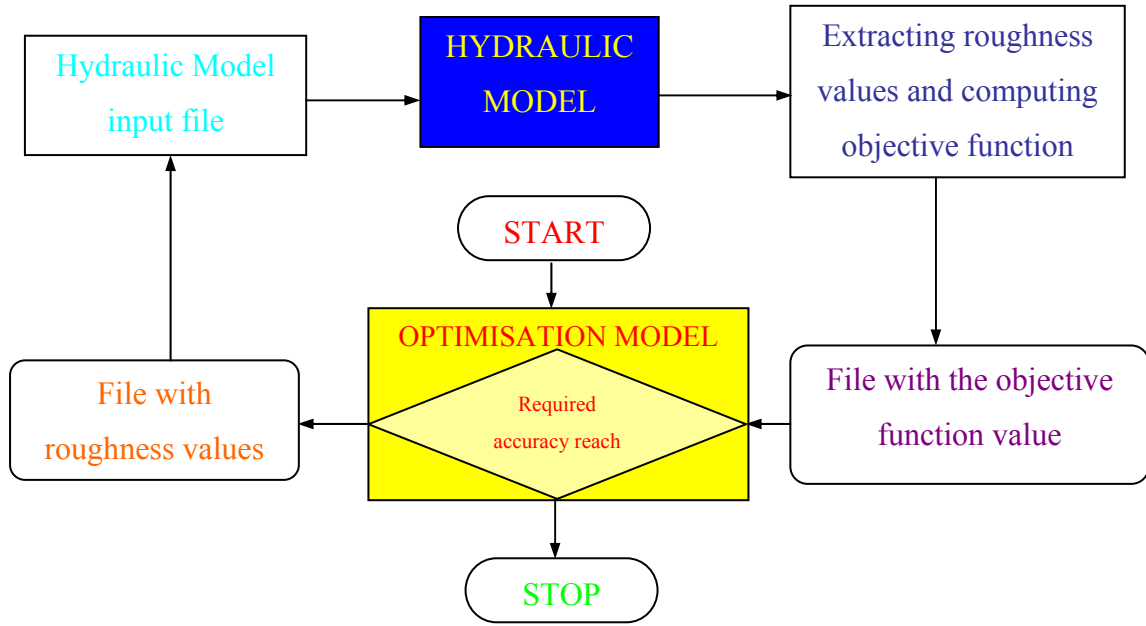 Hydraulic Model
input file
HYDRAULIC
MODEL
Extracting roughness
values and computing
objective function
START
OPTIMISATION MODEL
Required
accuracy reach
File with
roughness values
File with the objective
function value
STOP